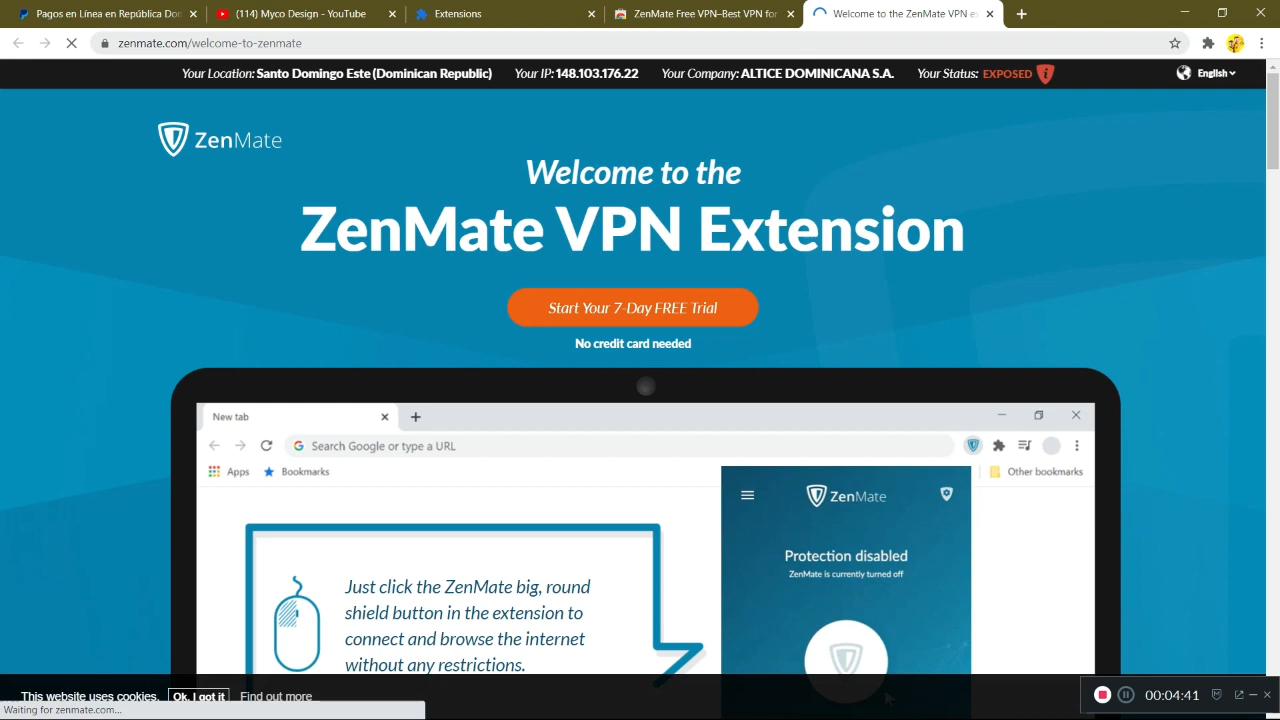 Pagos en Línea en República Dom
(114) Myco Design - YouTube
Extensions
ZenMate Free VPN–Best VPN for
Welcome to the ZenMate VPN ex
zenmate.com/welcome-to-zenmate
Your Location: Santo Domingo Este (Dominican Republic) Your IP: 148.103.176.22 Your Company: ALTICE DOMINICANA S.A. Your Status: EXPOSED English
ZenMate
Welcome to the
ZenMate VPN Extension
Start Your 7-Day FREE Trial
No credit card needed
New tab
Search Google or type a URL
Apps Bookmarks Other bookmarks
ZenMate
Protection disabled
ZenMate is currently turned off
Just click the ZenMate big, round
shield button in the extension to
connect and browse the internet
without any restrictions.
This website uses cookies. Ok, I got it Find out more
Waiting for zenmate.com...
00:04:41